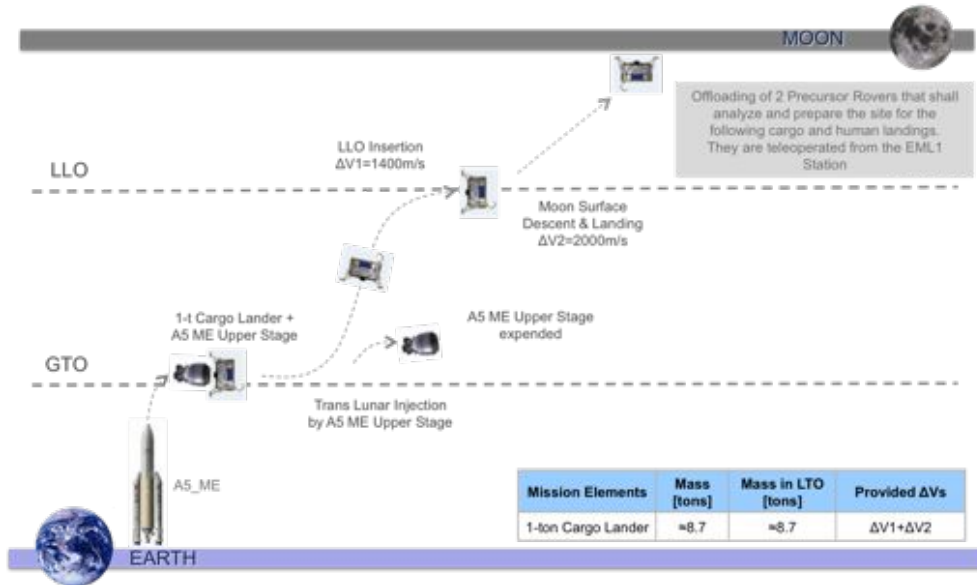 MOON
Offloading of 2 Precursor Rovers that shall
analyze and prepare the site for the
following cargo and human landings.
They are teleoperated from the EML1
Station
LLO Insertion
ΔV1=1400m/s
LLO
Moon Surface
Descent & Landing
ΔV2=2000m/s
1-t Cargo Lander +
A5 ME Upper Stage
A5 ME Upper Stage
expended
GTO
Trans Lunar Injection
by A5 ME Upper Stage
A5_ME
Mission Elements Mass [tons] Mass in LTO [tons] Provided ΔVs
1-ton Cargo Lander ≈8.7 ≈8.7 ΔV1+ΔV2
EARTH